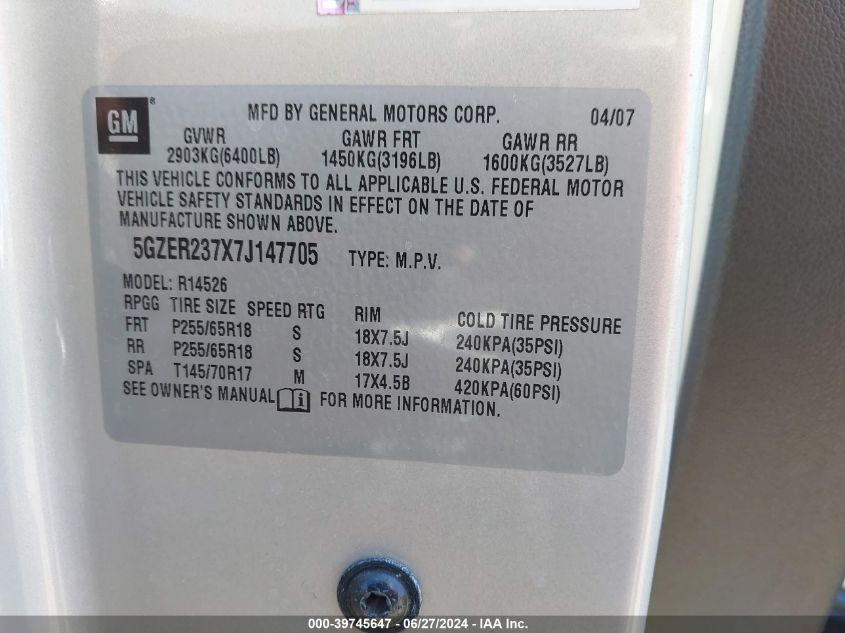 GM
®
MFD BY GENERAL MOTORS CORP. 04/07
GVWR GAWR FRT GAWR RR
2903KG(6400LB) 1450KG(3196LB) 1600KG(3527LB)
THIS VEHICLE CONFORMS TO ALL APPLICABLE U.S. FEDERAL MOTOR
VEHICLE SAFETY STANDARDS IN EFFECT ON THE DATE OF
MANUFACTURE SHOWN ABOVE.
5GZER237X7J147705 TYPE: M.P.V.
MODEL: R14526
RPGG TIRE SIZE SPEED RTG RIM COLD TIRE PRESSURE
FRT P255/65R18 S 18X7.5J 240KPA(35PSI)
RR P255/65R18 S 18X7.5J 240KPA(35PSI)
SPA T145/70R17 M 17X4.5B 420KPA(60PSI)
SEE OWNER'S MANUAL i FOR MORE INFORMATION.
000-39745647 - 06/27/2024 - IAA Inc.